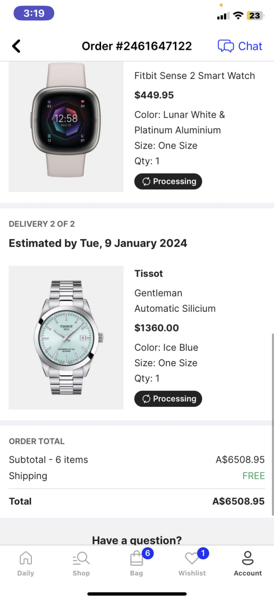 3:19
23
Order #2461647122
Chat
Fitbit Sense 2 Smart Watch
$449.95
Color: Lunar White &
Platinum Aluminium
Size: One Size
Qty: 1
Processing
DELIVERY 2 OF 2
Estimated by Tue, 9 January 2024
Tissot
Gentleman
Automatic Silicium
$1360.00
Color: Ice Blue
Size: One Size
Qty: 1
Processing
ORDER TOTAL
Subtotal - 6 items A$6508.95
Shipping FREE
Total A$6508.95
Have a question?
6
1
Daily Shop Bag Wishlist Account